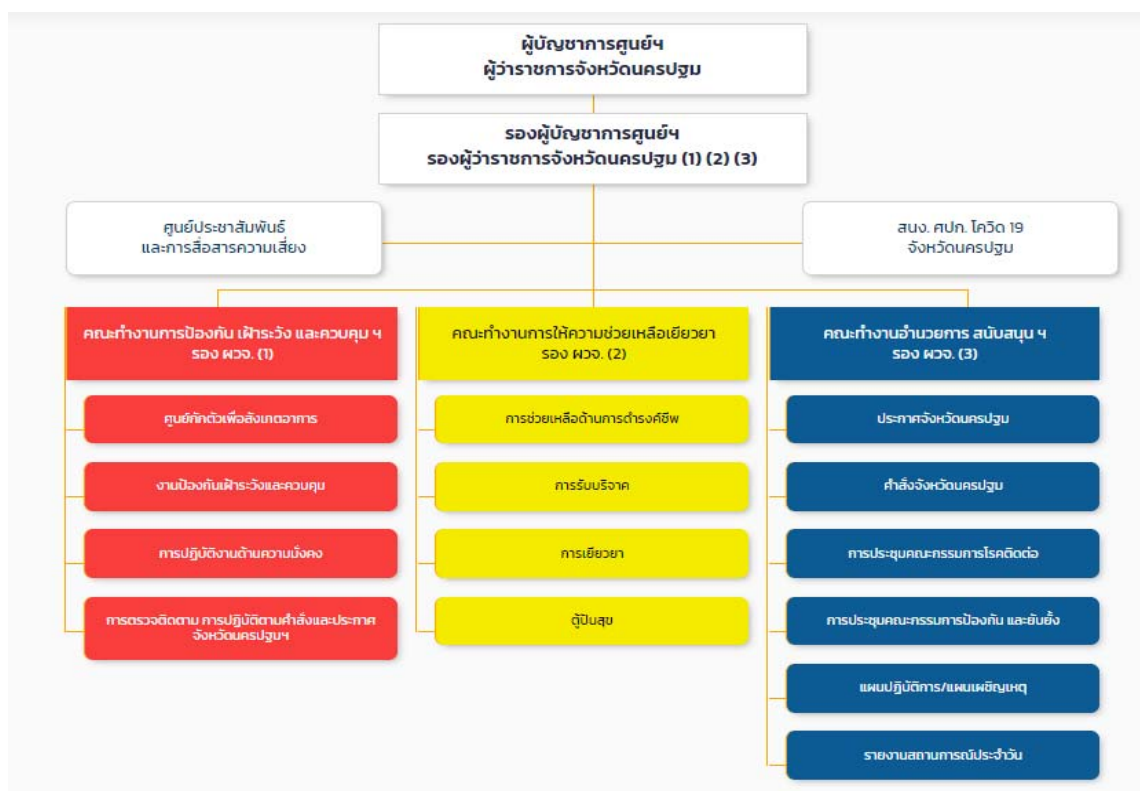 ผู้บัญชาการศูนย์ฯ
ผู้ว่าราชการจังหวัดนครปฐม
รองผู้บัญชาการศูนย์ฯ
รองผู้ว่าราชการจังหวัดนครปฐม (1) (2) (3)
ศูนย์ประชาสัมพันธ์
และการสื่อสารความเสี่ยง
สนง. ศปก. โควิด 19
จังหวัดนครปฐม
คณะทำงานการป้องกัน เฝ้าระวัง และควบคุม ฯ
รอง ผวจ. (1)
ศูนย์กักตัวเพื่อสังเกตอาการ
งานป้องกันเฝ้าระวังและควบคุม
การปฏิบัติงานด้านความมั่งคง
การตรวจติดตาม การปฏิบัติตามคำสั่งและประกาศ
จังหวัดนครปฐมฯ
คณะทำงานการให้ความช่วยเหลือเยียวยา
รอง ผวจ. (2)
การช่วยเหลือด้านการดำรงค์ชีพ
การรับบริจาค
การเยียวยา
ตู้ปันสุข
คณะทำงานอำนวยการ สนับสนุน ฯ
รอง ผวจ. (3)
ประกาศจังหวัดนครปฐม
คำสั่งจังหวัดนครปฐม
การประชุมคณะกรรมการโรคติดต่อ
การประชุมคณะกรรมการป้องกัน และยับยั้ง
แผนปฏิบัติการ/แผนเผชิญเหตุ
รายงานสถานการณ์ประจำวัน